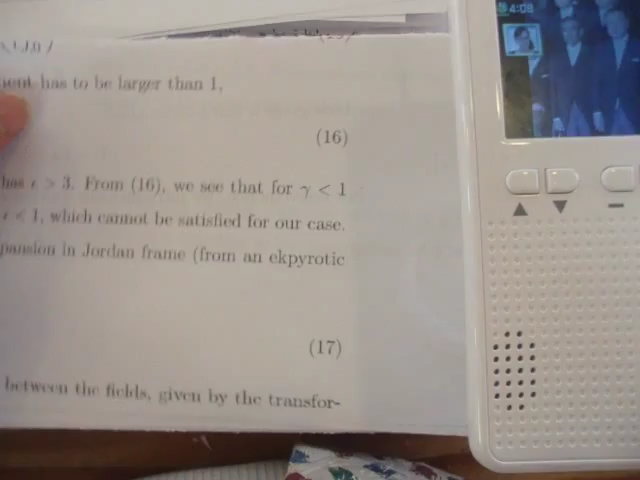 has to be larger than 1,
(16)
has ε > 3. From (16), we see that for γ < 1
< 1, which cannot be satisfied for our case.
pansion in Jordan frame (from an ekpyrotic
(17)
between the fields, given by the transfor-
4:08